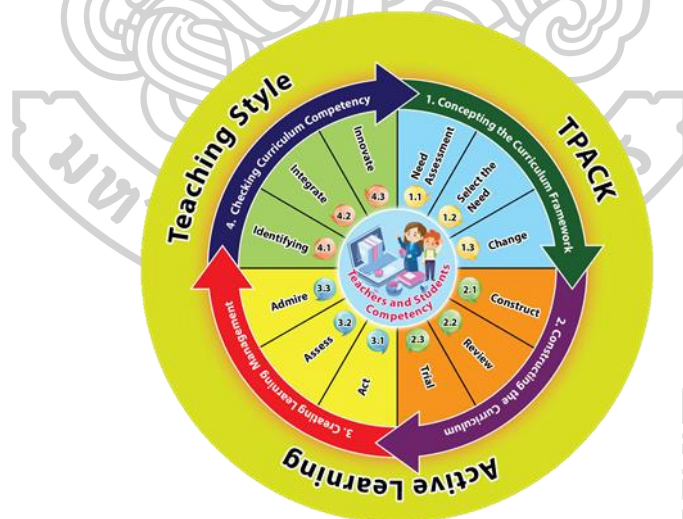 Teaching Style
TPACK
Active Learning
1. Concepting the Curriculum Framework
1.1
Need
Assessment
1.2
Select the
Need
1.3
Change
2. Constructing the Curriculum
2.1
Construct
2.2
Review
2.3
Trial
3. Creating Learning Management
3.1
Act
3.2
Assess
3.3
Admire
4. Checking Curriculum Competency
4.1
Identifying
4.2
Integrate
4.3
Innovate
Teachers and Students
Competency